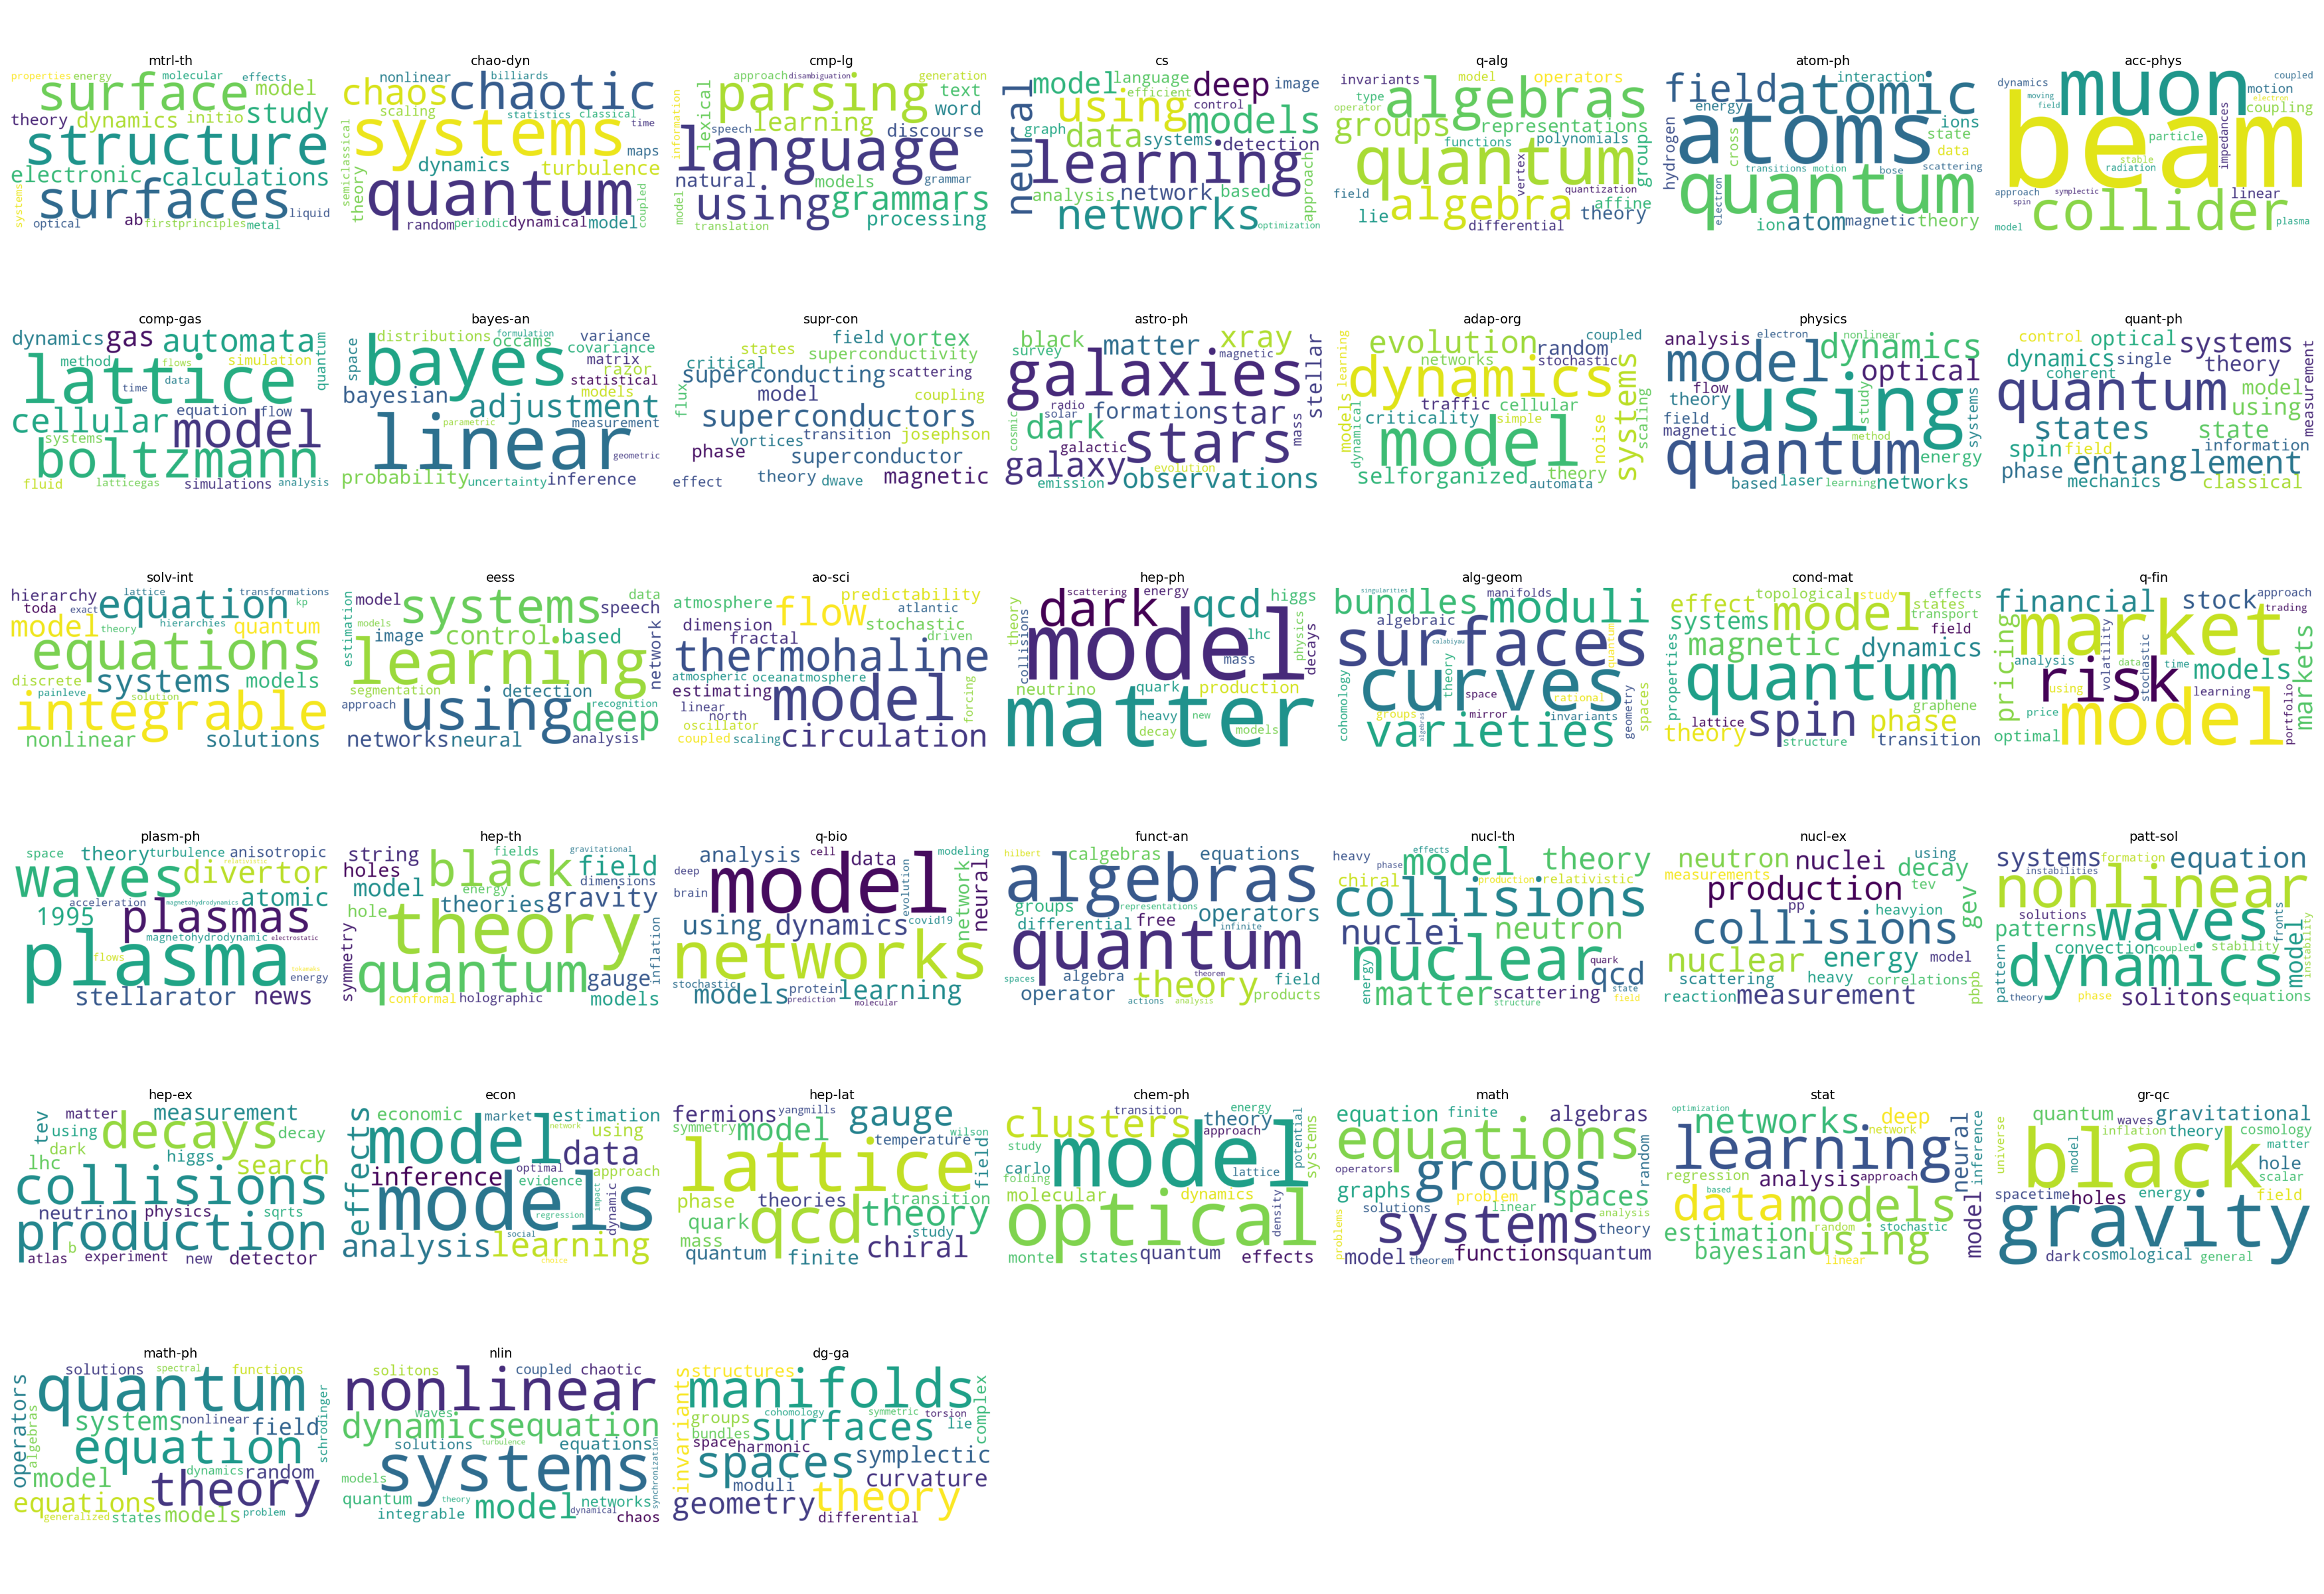 mtrl-th
properties energy molecular effects
surface model
theory dynamics initio study
structure
electronic calculations
surfaces liquid
systems optical ab firstprinciples metal
chao-dyn
nonlinear billiards
chaos chaotic
scaling statistics classical time
systems maps
dynamics turbulence
semiclassical theory quantum coupled
random periodic dynamical model
cmp-lg
approach disambiguation generation
lexical parsing text
information speech learning word
discourse
language
natural models grammar
model using grammars
translation processing
cs
model language deep image
efficient
neural using control models
graph data systems detection
learning approach
analysis network based
networks optimization
q-alg
invariants model operators
type algebras
operator
groups representations
functions polynomials group
quantum
field vertex quantization affine
lie algebra theory
differential
atom-ph
field interaction
energy atomic
hydrogen cross atoms ions
state
data
transitions motion bose scattering
electron quantum
ion atom magnetic theory
acc-phys
dynamics muon coupled
moving motion
field electron
coupling
beam particle impedances
stable
radiation
approach symplectic linear
spin collider
model plasma
comp-gas
dynamics gas automata
method flows simulation quantum
lattice
time data
cellular equation flow
systems model
boltzmann
fluid latticegas simulations analysis
bayes-an
distributions formulation variance
space occams covariance
bayes matrix razor
statistical
bayesian adjustment models
parametric measurement
linear geometric
probability uncertainty inference
supr-con
field vortex
critical states superconductivity
superconducting scattering
flux model coupling
superconductors
vortices transition josephson
phase superconductor
effect theory dwave magnetic
astro-ph
black matter xray
survey magnetic stellar
galaxies
radio
cosmic solar formation star mass
dark
galactic stars
galaxy evolution
emission observations
adap-org
evolution coupled
networks random
models learning stochastic
dynamics systems
dynamical traffic cellular scaling
criticality simple
model noise
selforganized theory
automata
physics
analysis electron nonlinear
model dynamics
optical
flow using study systems
theory
field
magnetic method
quantum energy
based laser learning networks
quant-ph
control optical systems
dynamics single theory measurement
coherent
quantum model
using
states state
spin field information
phase entanglement
mechanics classical
solv-int
hierarchy lattice transformations
toda exact equation kp
model theory hierarchies quantum
equations
discrete systems models
painleve solution
integrable
nonlinear solutions
eess
estimation model systems data
speech
models image control based network
learning
segmentation detection
approach using recognition
deep
networks neural analysis
ao-sci
atmosphere flow predictability
atlantic
dimension stochastic
fractal driven
thermohaline
atmospheric oceanatmosphere
estimating model forcing
linear
north
oscillator
coupled scaling circulation
hep-ph
scattering energy
theory dark qcd higgs
collisions model lhc physics decays
mass
neutrino quark production
matter
heavy new
decay models
alg-geom
singularities manifolds
bundles moduli
algebraic
surfaces quantum
calabiyau
cohomology theory curves spaces
space geometry
groups mirror rational
algebras varieties invariants
cond-mat
topological study effects
effect model states
systems transport
field
magnetic dynamics
properties quantum
graphene
lattice spin phase
theory structure transition
q-fin
financial stock approach
trading
pricing market markets
analysis volatility stochastic data time models
using risk learning
price portfolio
optimal model
plasm-ph
space theory turbulence anisotropic
relativistic
waves divertor
acceleration magnetohydrodynamics atomic
1995 plasmas
magnetohydrodynamic electrostatic
flows plasma
energy
stellarator news
hep-th
string fields gravitational
holes black field
model energy dimensions
theories gravity
hole theory
symmetry quantum gauge inflation
conformal holographic models
q-bio
analysis cell data modeling
deep
brain model evolution network neural
using dynamics covid19
networks
stochastic protein learning
models prediction molecular
funct-an
hilbert calgebras equations
algebras
groups representations
differential free operators
infinite
quantum
spaces algebra theorem field
operator theory products
actions analysis
nucl-th
heavy effects model theory
phase
chiral production relativistic
collisions
nuclei neutron
nuclear quark
energy qcd
matter scattering state
structure field
nucl-ex
neutron nuclei using
measurements decay
production tev
pp gev
heavyion
collisions
nuclear energy model
scattering heavy correlations
reaction measurement pbpb
patt-sol
systems formation equation
instabilities
nonlinear
solutions waves fronts
patterns instability
convection coupled stability
pattern dynamics model
theory phase solitons equations
hep-ex
tev matter measurement
using decays decay
dark
lhc higgs search
collisions
neutrino physics sqrts
production
b
atlas experiment new detector
econ
economic market estimation
effects model network using
data
inference optimal approach
evidence
models impact dynamic
regression
analysis social learning
choice
hep-lat
fermions yangmills gauge
symmetry model wilson
temperature
lattice field
phase theories transition
quark qcd theory
mass study
quantum finite chiral
chem-ph
transition energy
clusters theory potential
study approach systems
model
carlo lattice
folding
molecular dynamics density
optical
monte states quantum effects
math
equation finite algebras
equations random
operators groups
graphs problem spaces
solutions linear
problems systems analysis
theory
model theorem functions quantum
stat
optimization networks deep
network neural inference
learning
regression analysis approach
based
data models model
estimation random stochastic
bayesian using
linear
gr-qc
quantum waves gravitational
inflation theory cosmology
universe model black matter
hole
scalar
spacetime holes energy field
gravity
dark cosmological general
math-ph
solutions spectral functions
operators quantum
algebras systems nonlinear field schrodinger
equation
model dynamics random
equations theory
generalized states models problem
nlin
solitons coupled chaotic
nonlinear
waves
dynamics equation
solutions turbulence equations
systems synchronization
models
quantum theory model networks
integrable dynamical chaos
dg-ga
structures
invariants manifolds complex
groups cohomology symmetric torsion
bundles surfaces lie
space harmonic
spaces symplectic
moduli curvature
geometry theory
differential